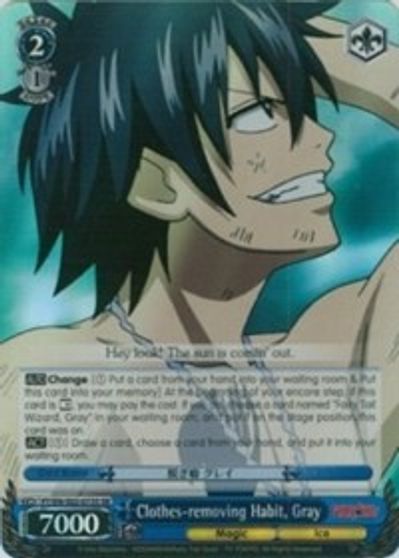 2
1
Hey look! The sun is comin' out.
AUTO Change [① Put a card from your hand into your waiting room & Put
this card into your memory] At the beginning of your encore step, if this
card is, you may pay the cost. If you do, choose a card named "Fairy Tail
Wizard, Gray" in your waiting room, and put it on the stage position this
card was on.
ACT [①] Draw a card, choose a card from your hand, and put it into your
waiting room.
脱ぎ癖 グレイ
7000
Clothes-removing Habit, Gray
Magic
Ice